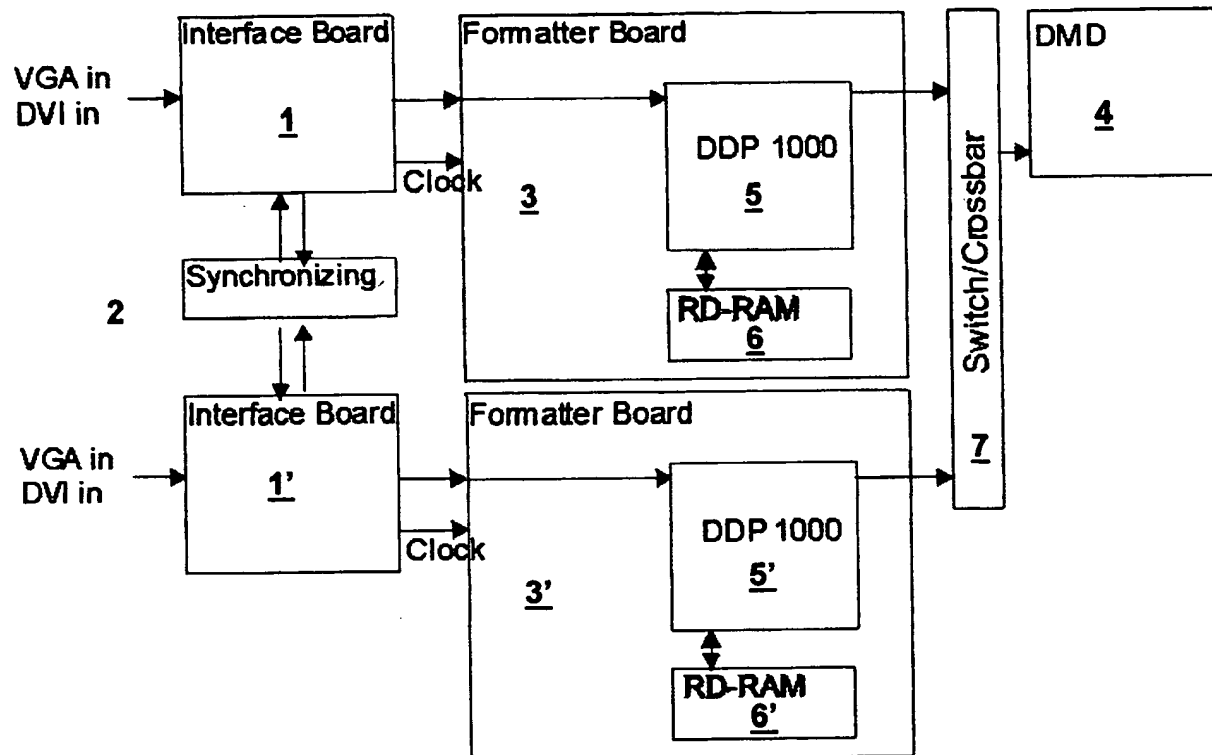 Interface Board
VGA in
DVI in
1
Clock
Formatter Board
3
DDP 1000
5
RD-RAM
6
Switch/Crossbar
7
DMD
4
Synchronizing
2
Interface Board
VGA in
DVI in
1'
Clock
Formatter Board
3'
DDP 1000
5'
RD-RAM
6'